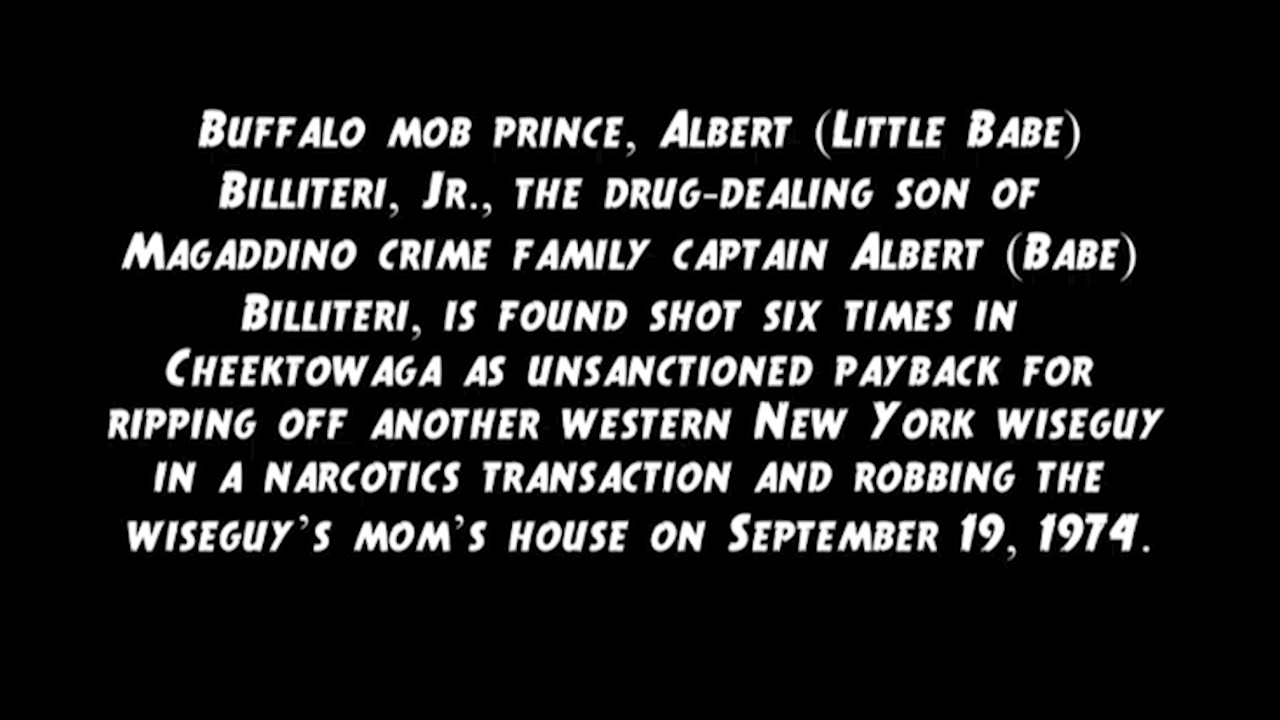 Buffalo mob prince, Albert (Little Babe)
Billiteri, Jr., the drug-dealing son of
Magaddino crime family captain Albert (Babe)
Billiteri, is found shot six times in
Cheektowaga as unsanctioned payback for
ripping off another western New York wiseguy
in a narcotics transaction and robbing the
wiseguy's mom's house on September 19, 1974.